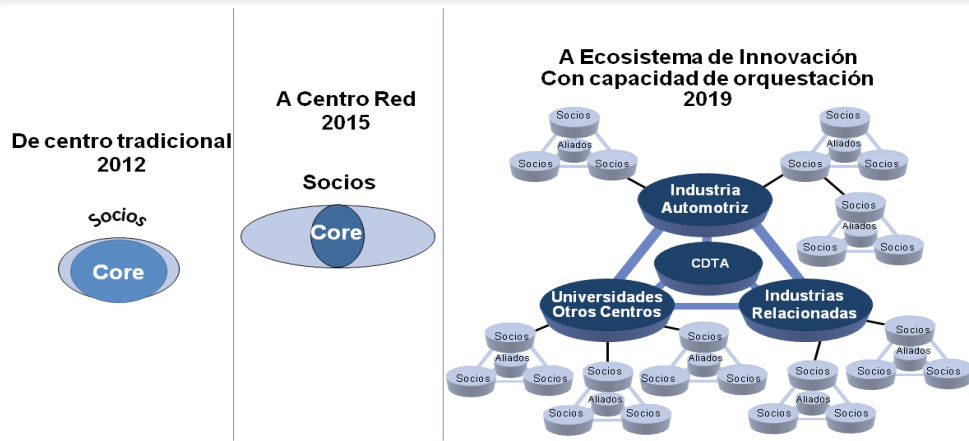 De centro tradicional
2012
Socios
Core
A Centro Red
2015
Socios
Core
A Ecosistema de Innovación
Con capacidad de orquestación
2019
Socios
Aliados
Socios
Socios
Socios
Aliados
Socios
Socios
Socios
Aliados
Socios
Socios
Industria
Automotriz
CDTA
Universidades
Otros Centros
Industrias
Relacionadas
Socios
Aliados
Socios
Socios
Socios
Aliados
Socios
Socios
Socios
Aliados
Socios
Socios
Socios
Aliados
Socios
Socios
Socios
Aliados
Socios
Socios